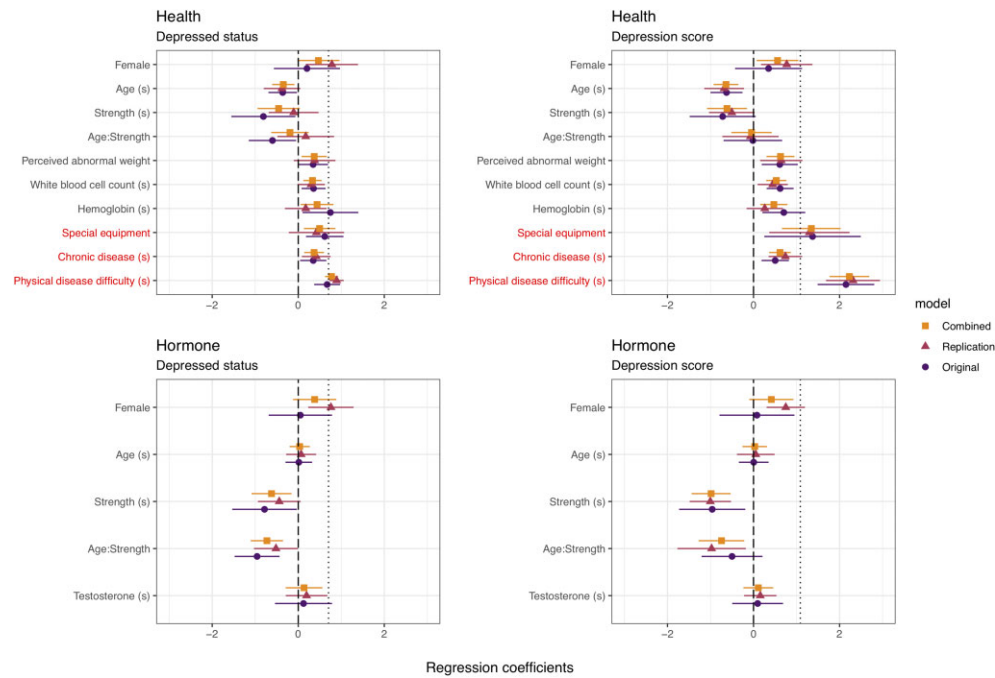 Health
Depressed status
Female
Age (s)
Strength (s)
Age:Strength
Perceived abnormal weight
White blood cell count (s)
Hemoglobin (s)
Special equipment
Chronic disease (s)
Physical disease difficulty (s)
−2
0
2
Health
Depression score
Female
Age (s)
Strength (s)
Age:Strength
Perceived abnormal weight
White blood cell count (s)
Hemoglobin (s)
Special equipment
Chronic disease (s)
Physical disease difficulty (s)
−2
0
2
Hormone
Depressed status
Female
Age (s)
Strength (s)
Age:Strength
Testosterone (s)
−2
0
2
Hormone
Depression score
Female
Age (s)
Strength (s)
Age:Strength
Testosterone (s)
−2
0
2
model
Combined
Replication
Original
Regression coefficients